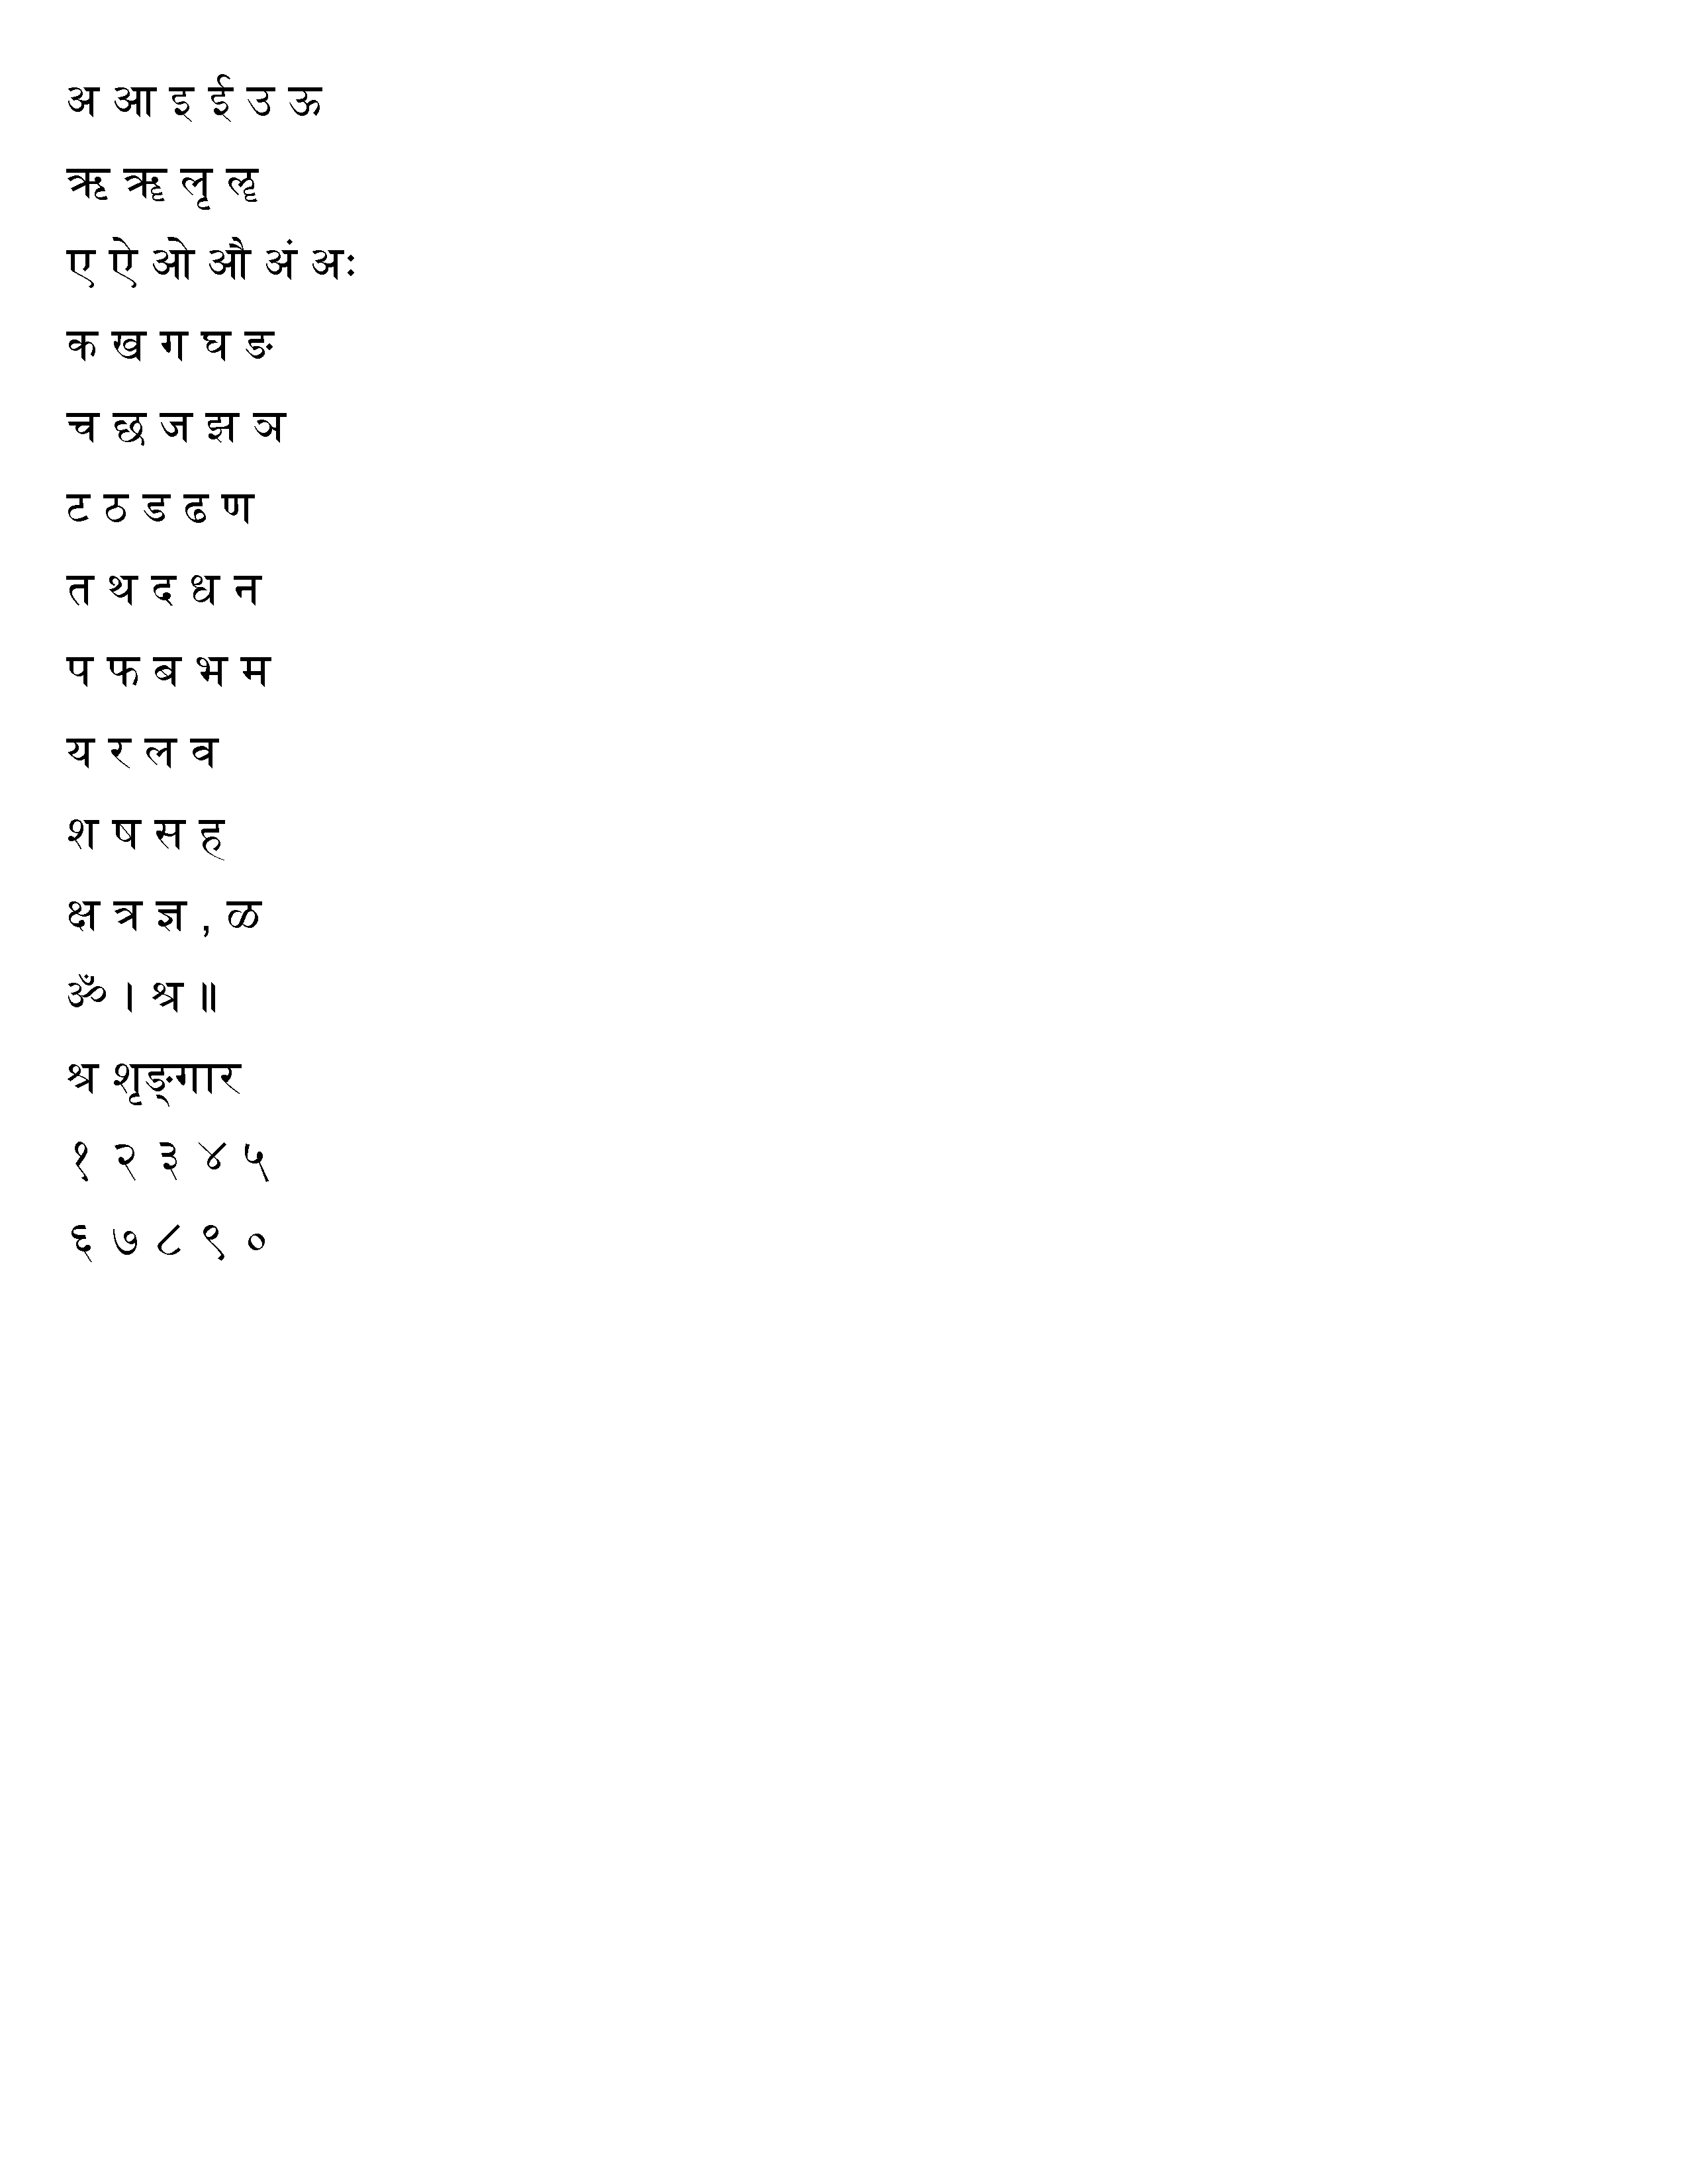 अ आ इ ई उ ऊ
ऋ ॠ लृ ॡ
ए ऐ ओ औ अं अः
क ख ग घ ङ
च छ ज झ ञ
ट ठ ड ढ ण
त थ द ध न
प फ ब भ म
य र ल व
श ष स ह
क्ष त्र ज्ञ , ळ
ॐ । श्र ॥
श्र शृङ्गार
१ २ ३ ४ ५
६ ७ ८ ९ ०